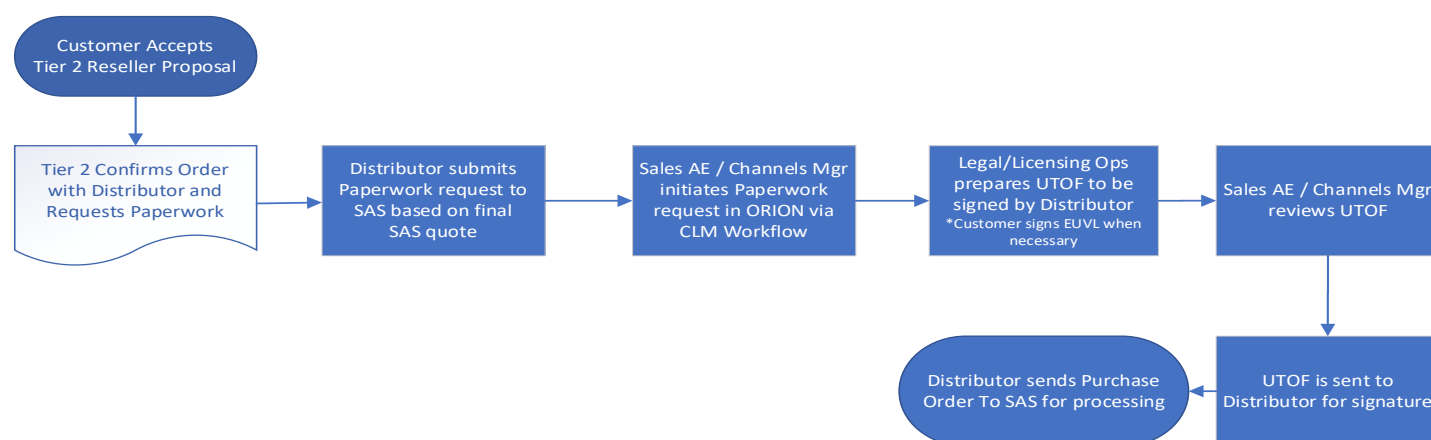 Customer Accepts
Tier 2 Reseller Proposal
Tier 2 Confirms Order
with Distributor and
Requests Paperwork
Distributor submits
Paperwork request to
SAS based on final
SAS quote
Sales AE / Channels Mgr
initiates Paperwork
request in ORION via
CLM Workflow
Legal/Licensing Ops
prepares UTOF to be
signed by Distributor
*Customer signs EUVL when
necessary
Sales AE / Channels Mgr
reviews UTOF
UTOF is sent to
Distributor for signature
Distributor sends Purchase
Order To SAS for processing